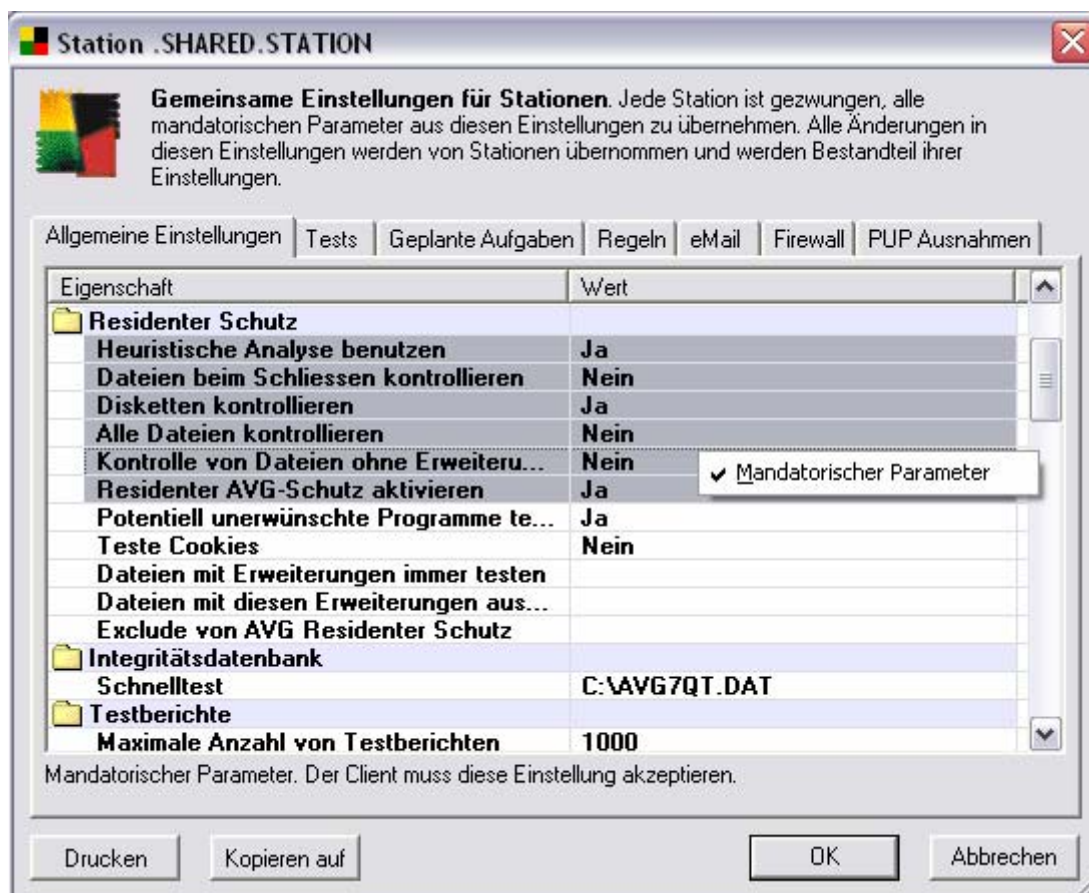 Station .SHARED.STATION
Gemeinsame Einstellungen für Stationen. Jede Station ist gezwungen, alle
mandatorischen Parameter aus diesen Einstellungen zu übernehmen. Alle Änderungen in
diesen Einstellungen werden von Stationen übernommen und werden Bestandteil ihrer
Einstellungen.
Allgemeine Einstellungen Tests Geplante Aufgaben Regeln eMail Firewall PUP Ausnahmen
Eigenschaft Wert
Residenter Schutz
Heuristische Analyse benutzen Ja
Dateien beim Schliessen kontrollieren Nein
Disketten kontrollieren Ja
Alle Dateien kontrollieren Nein
Kontrolle von Dateien ohne Erweiteru... Nein
Mandatorischer Parameter
Residenter AVG-Schutz aktivieren Ja
Potentiell unerwünschte Programme te... Ja
Teste Cookies Nein
Dateien mit Erweiterungen immer testen
Dateien mit diesen Erweiterungen aus...
Exclude von AVG Residenter Schutz
Integritätsdatenbank
Schnelltest C:\AVG7QT.DAT
Testberichte
Maximale Anzahl von Testberichten 1000
Mandatorischer Parameter. Der Client muss diese Einstellung akzeptieren.
Drucken Kopieren auf OK Abbrechen